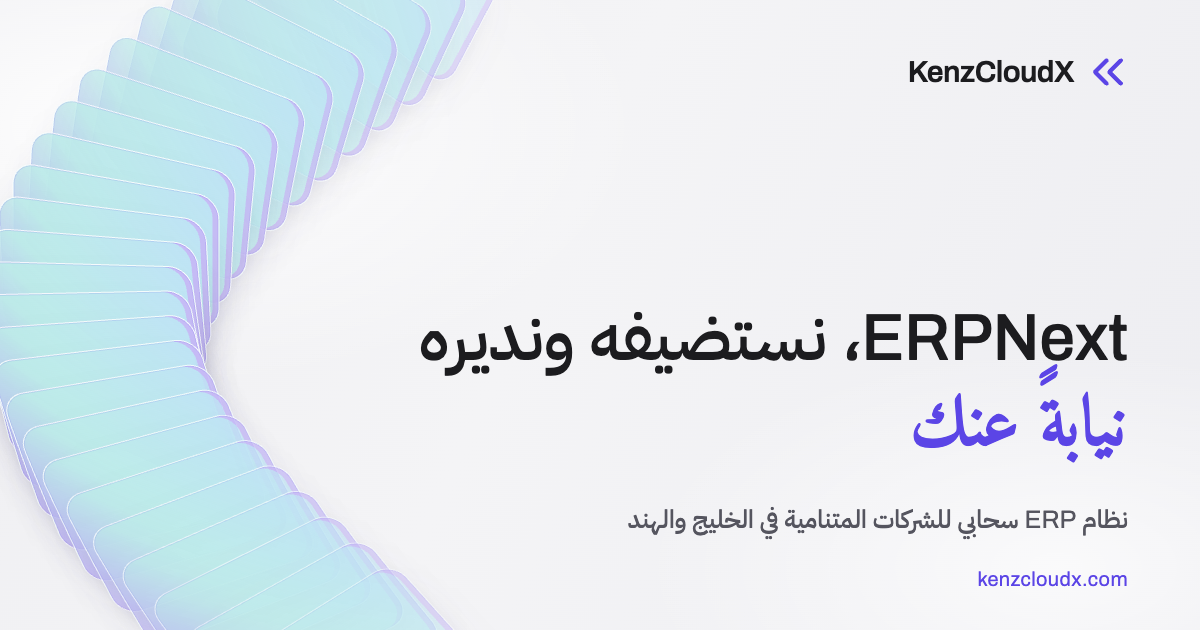 KenzCloudX
ERPNext، نستضيفه ونديره
نيابةً عنك
نظام ERP سحابي للشركات المتنامية في الخليج والهند
kenzcloudx.com